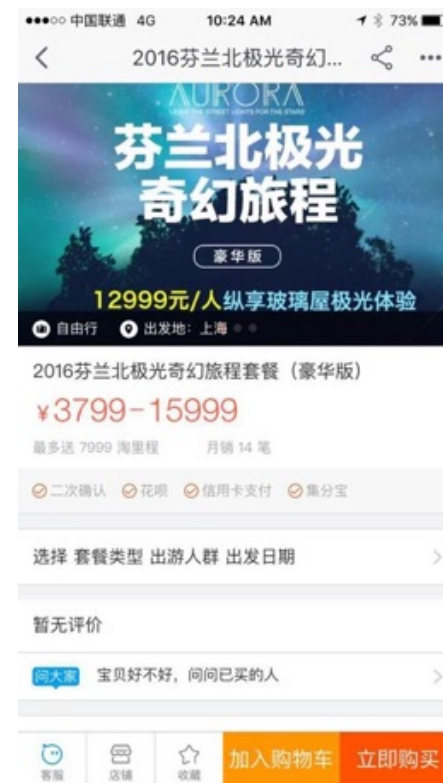 中国联通 4G 10:24 AM 73%
2016芬兰北极光奇幻...
AURORA
芬兰北极光
奇幻旅程
豪华版
12999元/人纵享玻璃屋极光体验
自由行 出发地：上海
2016芬兰北极光奇幻旅程套餐（豪华版）
¥3799-15999
最多送 7999 淘里程 月销 14 笔
二次确认 花呗 信用卡支付 集分宝
选择 套餐类型 出游人群 出发日期
暂无评价
问大家 宝贝好不好，问问已买的人
客服 店铺 收藏 加入购物车 立即购买